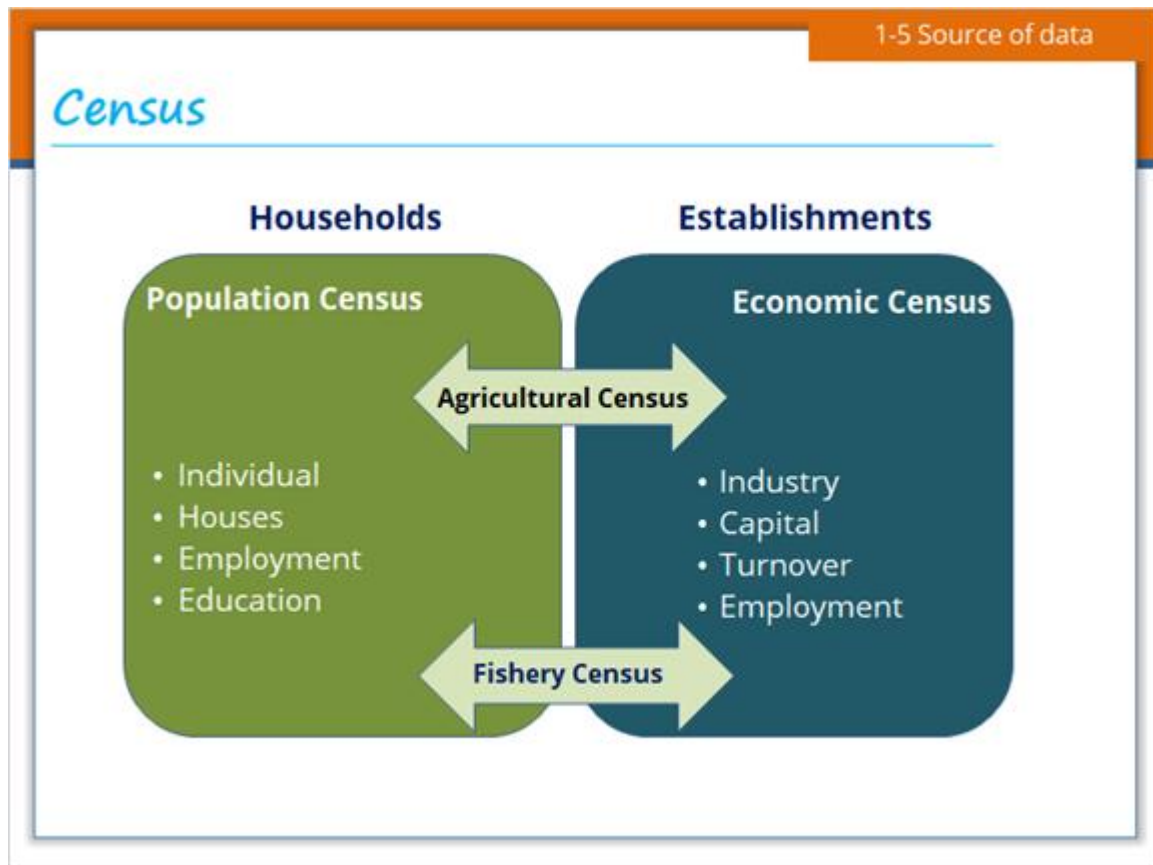 1-5 Source of data
Census
Households
Establishments
Population Census
Economic Census
Agricultural Census
• Individual
• Houses
• Employment
• Education
• Industry
• Capital
• Turnover
• Employment
Fishery Census